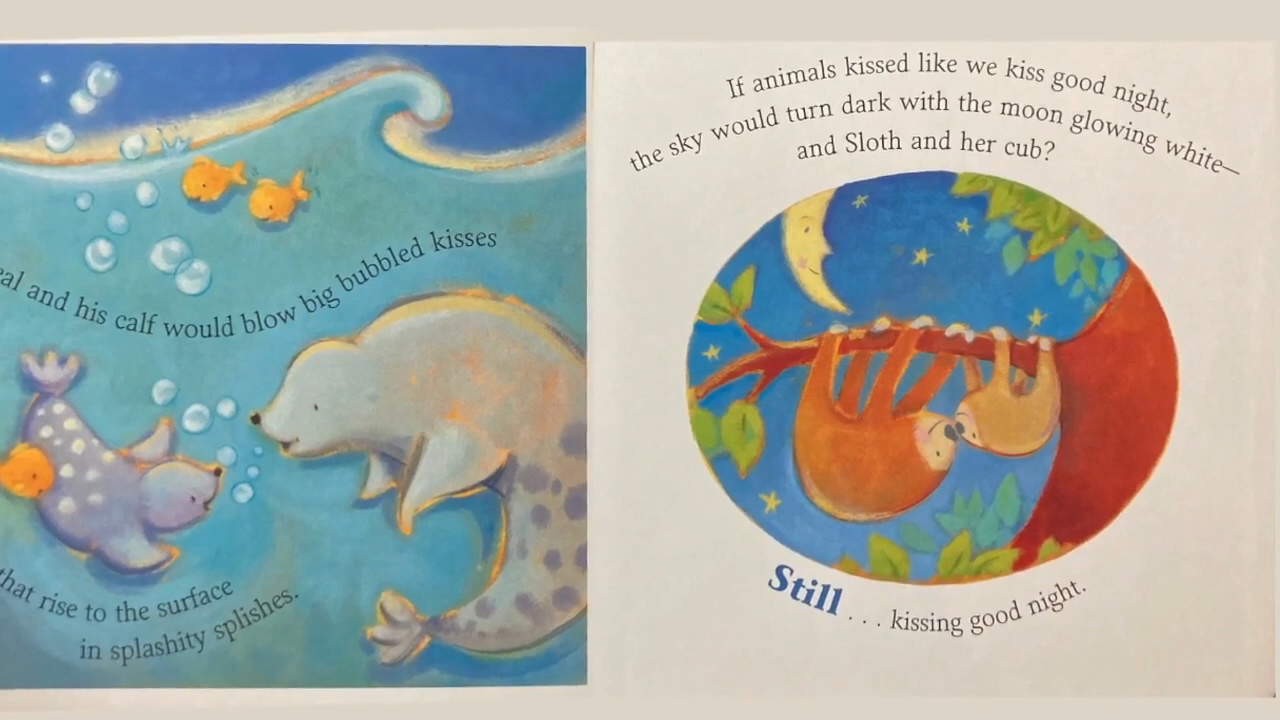 and his calf would blow big bubbled kisses
that rise to the surface
in splashity splishes.
If animals kissed like we kiss good night,
the sky would turn dark with the moon glowing white—
and Sloth and her cub?
Still . . . kissing good night.